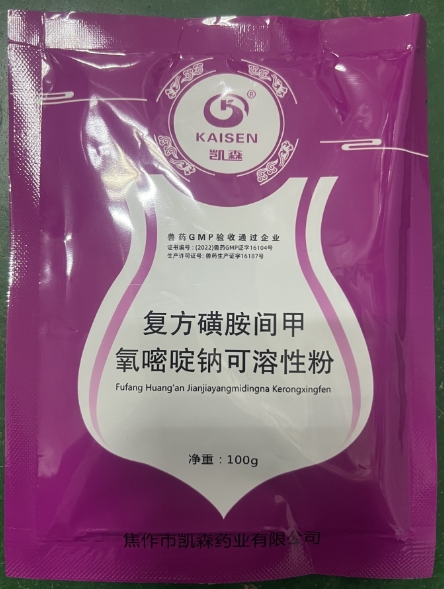 KAISEN
®
凯森
兽药GMP验收通过企业
证书编号:(2022)兽药GMP证字16104号
生产许可证号:兽药生产证字16107号
复方磺胺间甲
氧嘧啶钠可溶性粉
Fufang Huang'an Jianjiayangmidingna Kerongxingfen
净重:100g
焦作市凯森药业有限公司